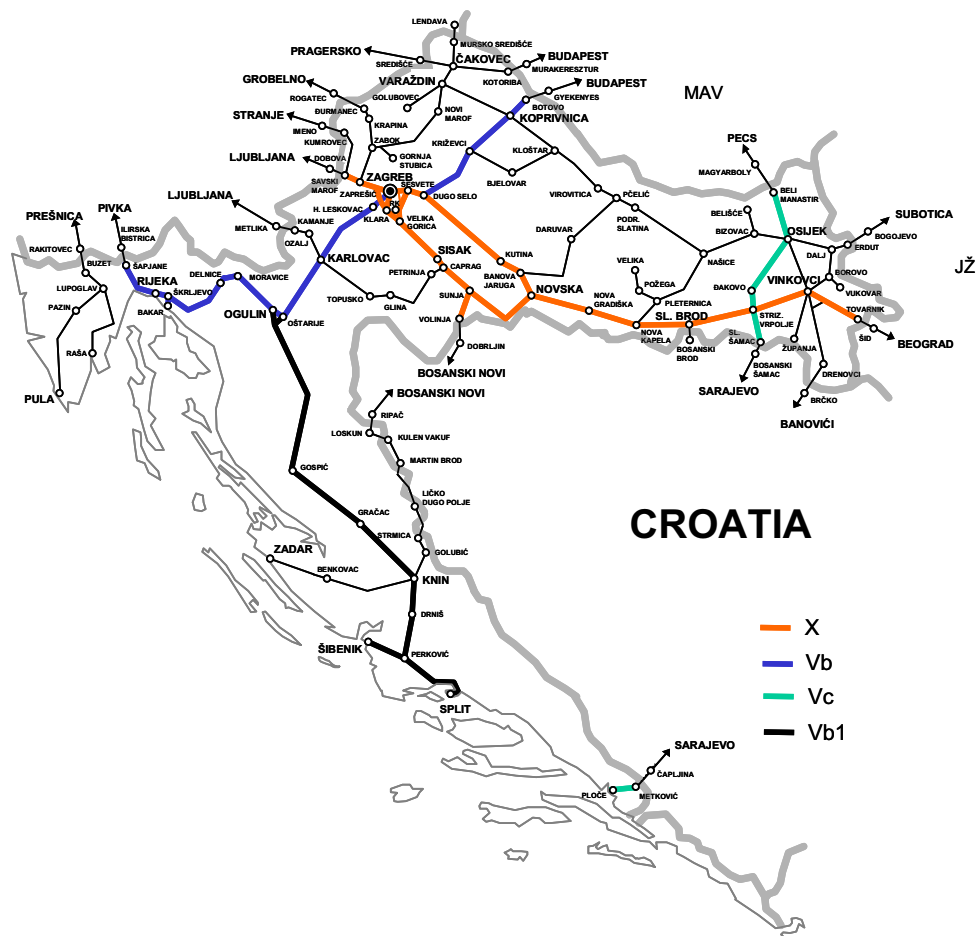 LENDAVA
MURSKO SREDIŠĆE
PRAGERSKO
SREDIŠĆE
ČAKOVEC
BUDAPEST
MURAKERESZTUR
KOTORIBA
GROBELNO
VARAŽDIN
BUDAPEST
GYEKENYES
MAV
ROGATEC
GOLUBOVEC
BOTOVO
ĐURMANEC
NOVI
MAROF
KOPRIVNICA
STRANJE
KRAPINA
IMENO
KUMROVEC
ZABOK
KRIŽEVCI
PECS
LJUBLJANA
DOBOVA
GORNJA
STUBICA
KLOŠTAR
MAGYARBOLY
SAVSKI
MAROF
ZAGREB
ZAPREŠIĆ
SESVETE
DUGO SELO
BJELOVAR
VIROVITICA
PČELIĆ
BELI
MANASTIR
LJUBLJANA
H. LESKOVAC
RK
KLARA
VELIKA
GORICA
PODR.
SLATINA
BELIŠĆE
SUBOTICA
PREŠNICA
PIVKA
METLIKA
KAMANJE
OZALJ
BIZOVAC
OSIJEK
BOGOJEVO
ERDUT
RAKITOVEC
ILIRSKA
BISTRICA
DARUVAR
DALJ
BUZET
ŠAPJANE
KARLOVAC
SISAK
KUTINA
NAŠICE
JŽ
LUPOGLAV
RIJEKA
DELNICE
MORAVICE
PETRINJA
CAPRAG
BANOVA
JARUGA
VELIKA
VINKOVCI
BOROVO
PAZIN
ŠKRLJEVO
BAKAR
TOPUSKO
GLINA
SUNJA
NOVSKA
POŽEGA
ĐAKOVO
VUKOVAR
OGULIN
OŠTARIJE
NOVA
GRADIŠKA
PLETERNICA
TOVARNIK
VOLINJA
SL. BROD
STRIZ.
VRPOLJE
ŠID
RAŠA
DOBRLJIN
NOVA
KAPELA
BOSANSKI
BROD
SL.
ŠAMAC
ŽUPANJA
BEOGRAD
BOSANSKI
ŠAMAC
DRENOVCI
PULA
BOSANSKI NOVI
SARAJEVO
BRČKO
BOSANSKI NOVI
BANOVIĆI
RIPAČ
LOSKUN
KULEN VAKUF
MARTIN BROD
GOSPIĆ
LIČKO
DUGO POLJE
GRAČAC
CROATIA
STRMICA
ZADAR
GOLUBIĆ
BENKOVAC
KNIN
DRNIŠ
X
ŠIBENIK
PERKOVIĆ
Vb
Vc
SPLIT
Vb1
SARAJEVO
ČAPLJINA
PLOČE
METKOVIĆ